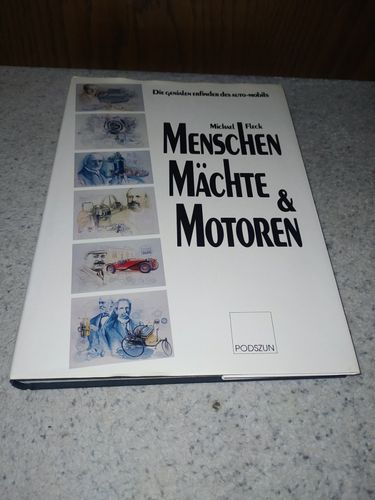 Die genialen Erfinder des Auto-Mobils
Michael Fleck
MENSCHEN
MÄCHTE &
MOTOREN
PODSZUN